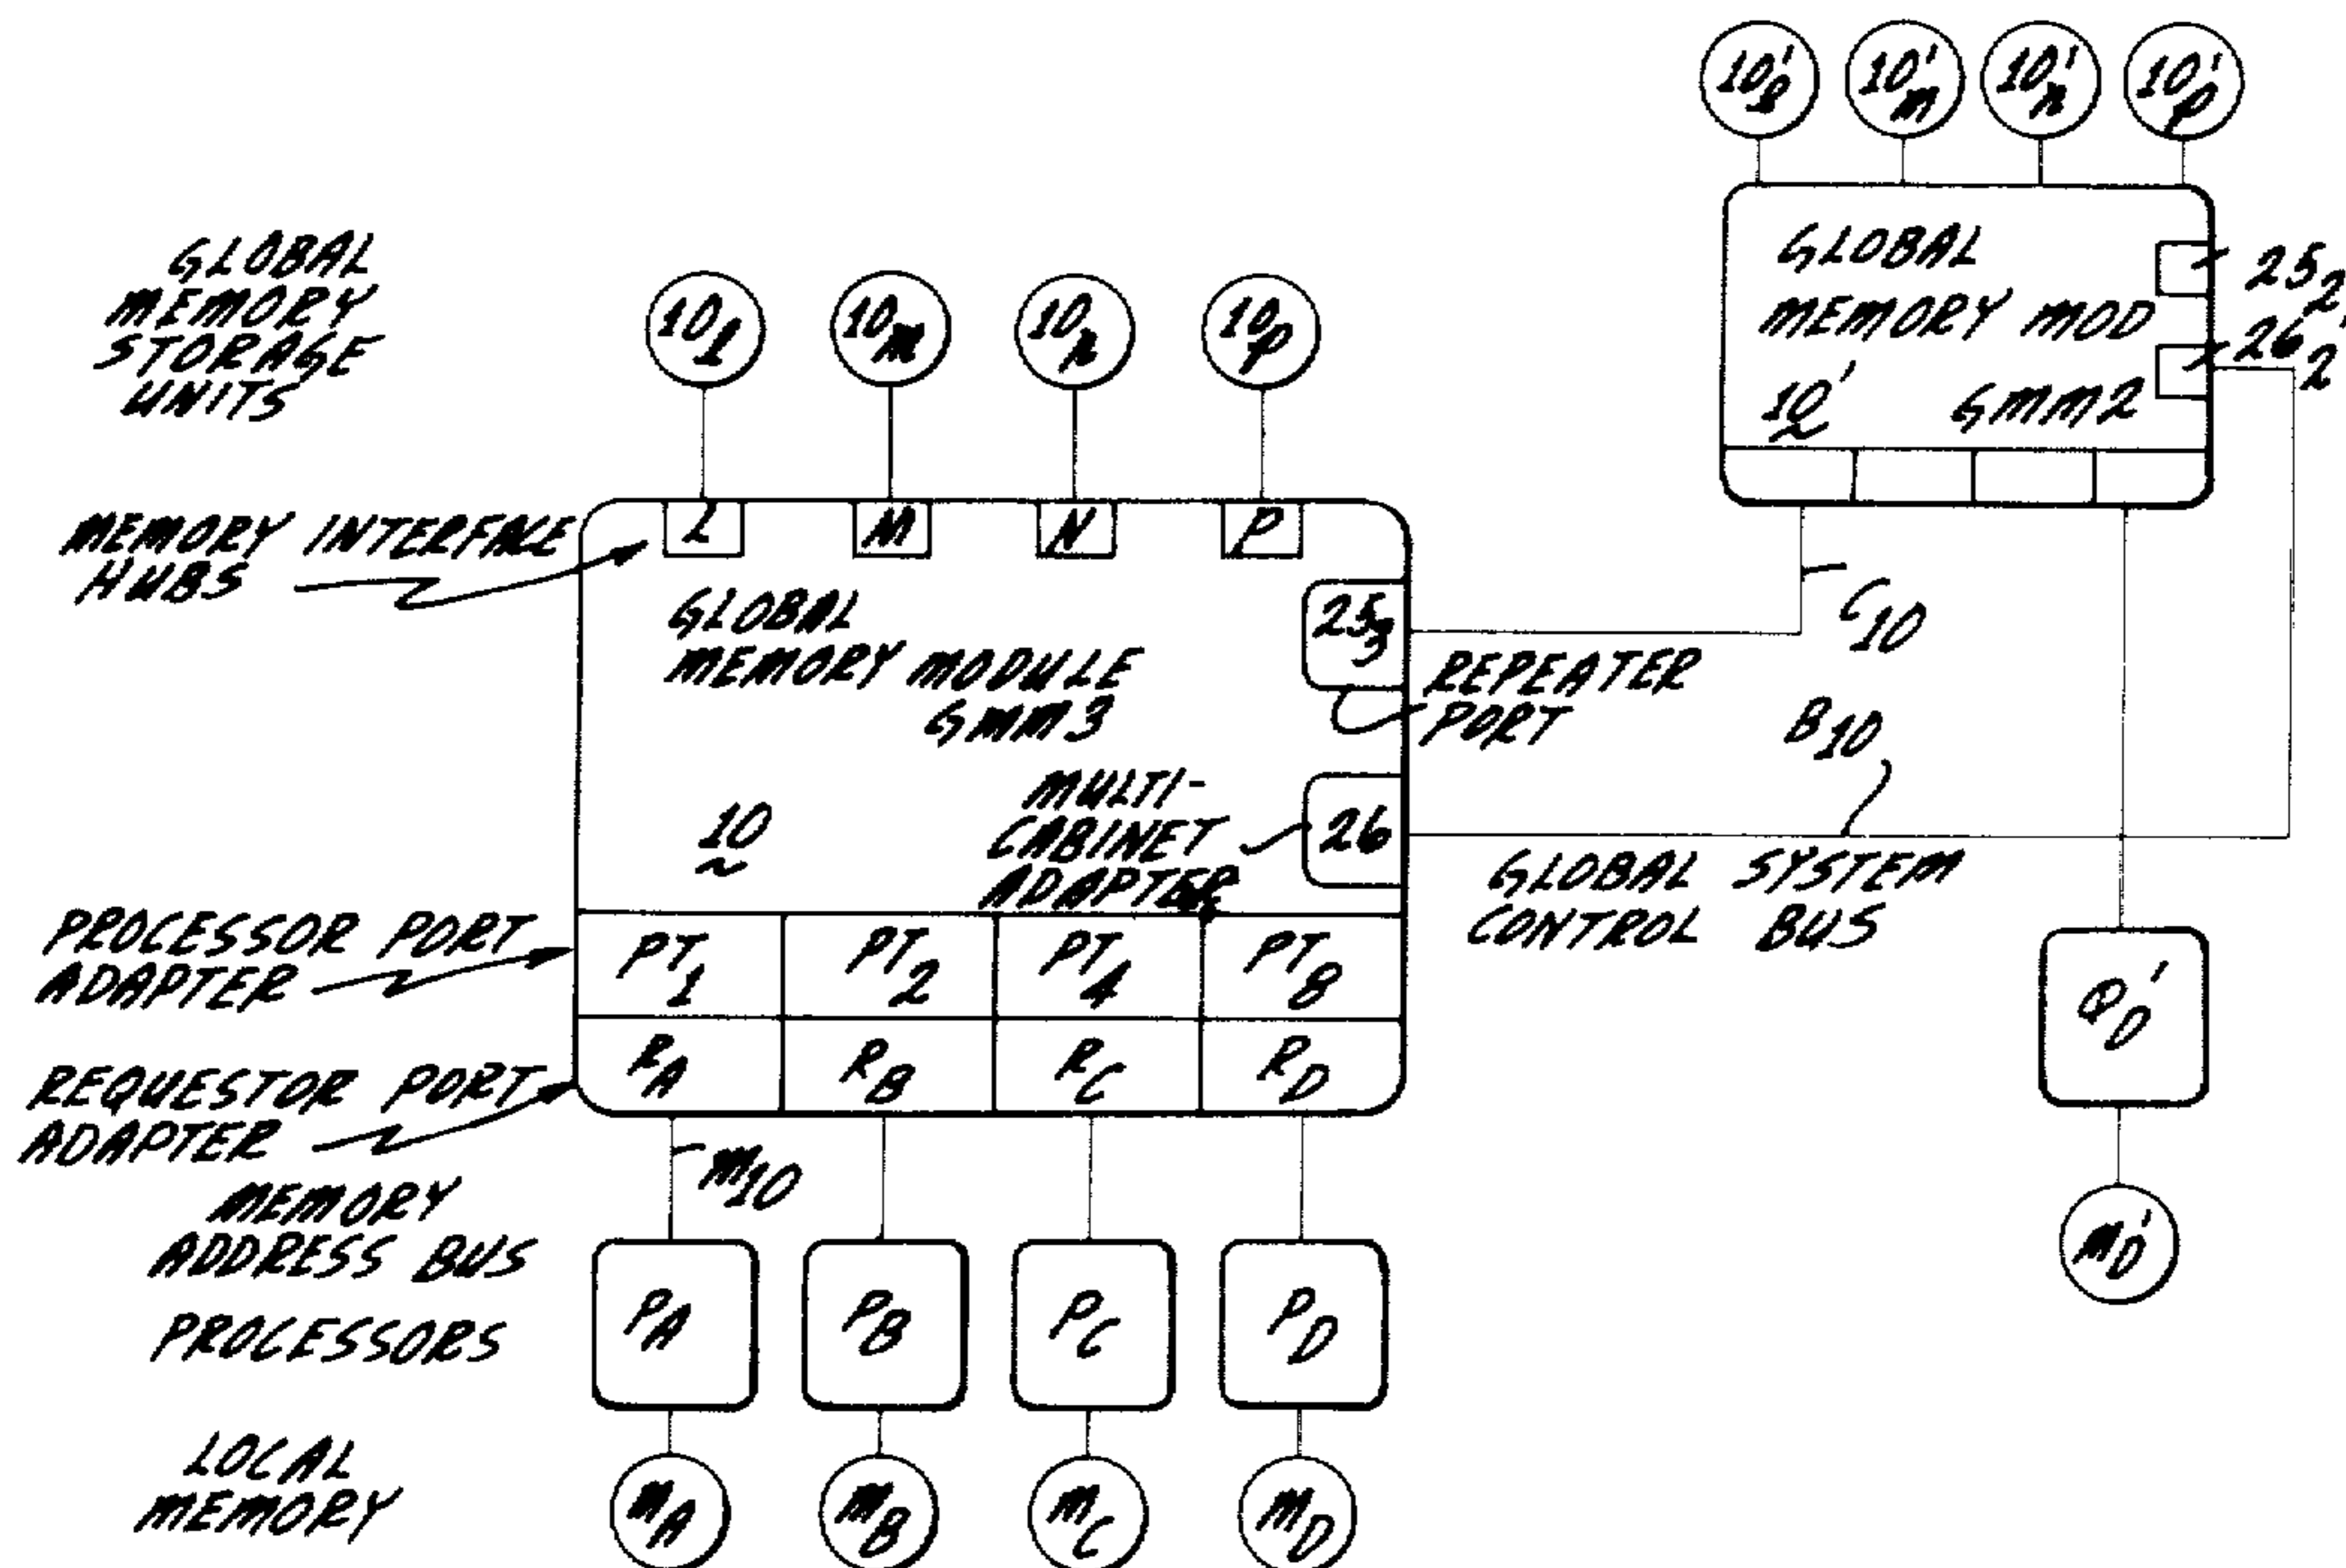 10'l 10'm 10'n 10'p
GLOBAL
MEMORY MOD
10' GMM2
25₂
26₂
GLOBAL
MEMORY
STORAGE
UNITS
10l 10m 10n 10p
MEMORY INTERFACE
HUBS
L M N P
GLOBAL
MEMORY MODULE
GMM3
25₃
C10
REPEATER
PORT
B10
MULTI-
CABINET
ADAPTER
26
10
GLOBAL SYSTEM
CONTROL BUS
PROCESSOR PORT
ADAPTER
PT1 PT2 PT4 PT8
REQUESTOR PORT
ADAPTER
RA RB RC RD
M10
MEMORY
ADDRESS BUS
PROCESSORS
PA PB PC PD
M'D
LOCAL
MEMORY
MA MB MC MD